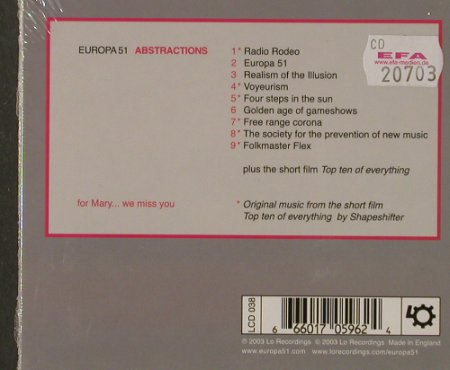 EUROPA 51 ABSTRACTIONS
1* Radio Rodeo
2 Europa 51
3 Realism of the Illusion
4* Voyeurism
5* Four steps in the sun
6 Golden age of gameshows
7* Free range corona
8* The society for the prevention of new music
9* Folkmaster Flex
plus the short film Top ten of everything
for Mary... we miss you
* Original music from the short film
Top ten of everything by Shapeshifter
CD
EFA
www.efa-medien.de
20703
LCD 038
6 66017 05962 4
© 2003 Lo Recordings ℗ 2003 Lo Recordings Made in England
www.europa51.com www.lorecordings.com/europa51